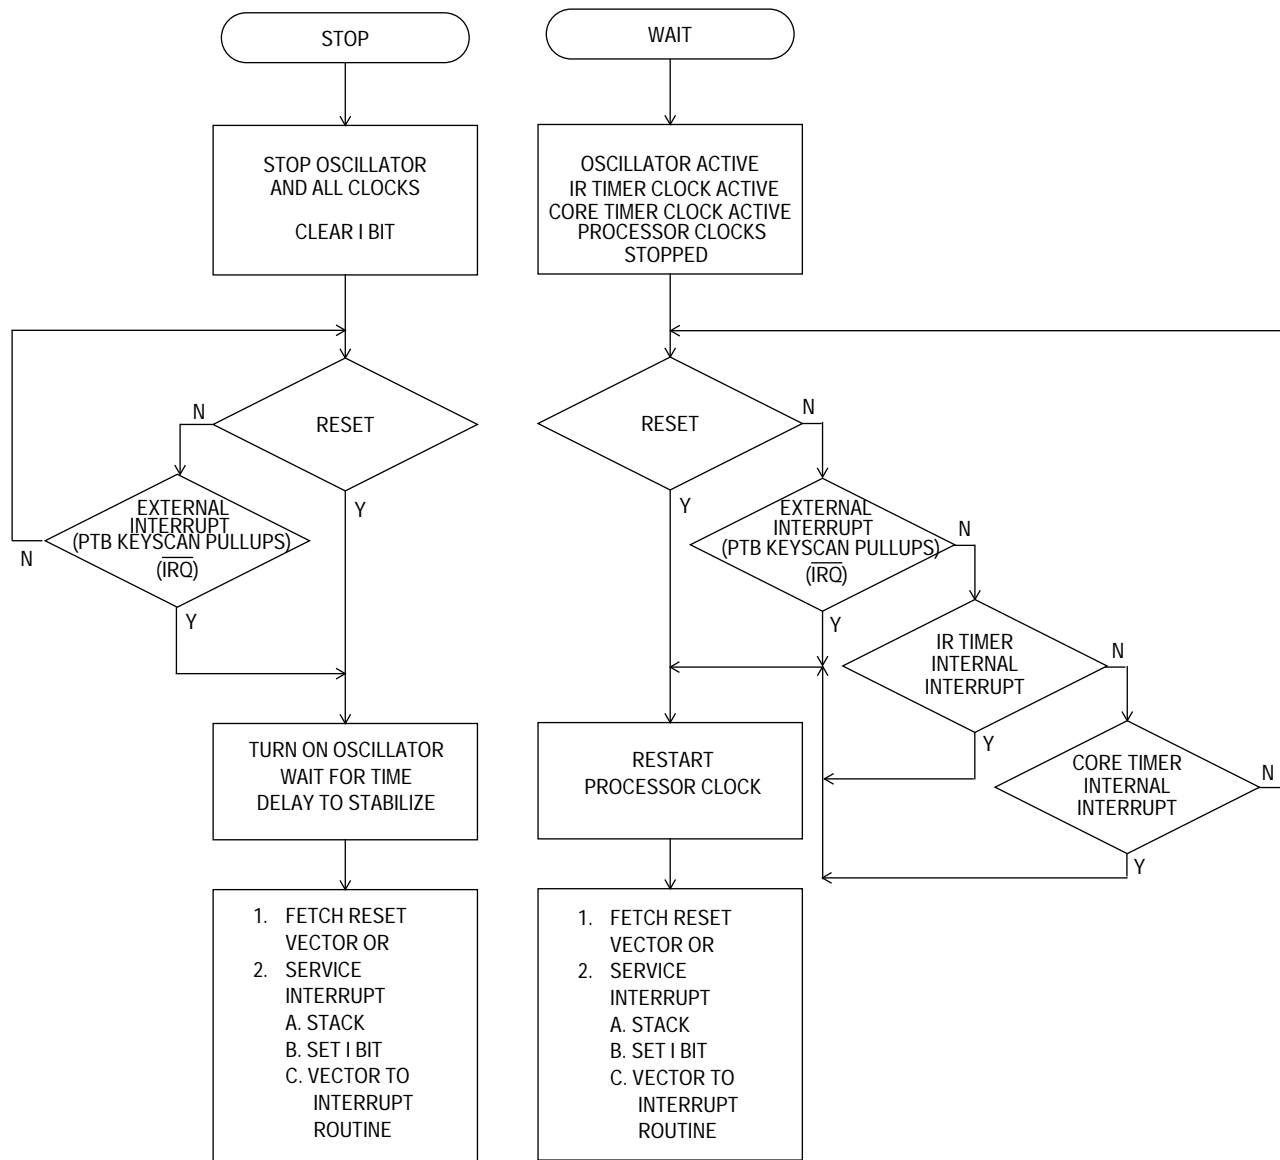 STOP
STOP OSCILLATOR
AND ALL CLOCKS
CLEAR I BIT
RESET
N
Y
EXTERNAL
INTERRUPT
(PTB KEYSCAN PULLUPS)
(IRQ)
N
Y
TURN ON OSCILLATOR
WAIT FOR TIME
DELAY TO STABILIZE
1. FETCH RESET
VECTOR OR
2. SERVICE
INTERRUPT
A. STACK
B. SET I BIT
C. VECTOR TO
INTERRUPT
ROUTINE
WAIT
OSCILLATOR ACTIVE
IR TIMER CLOCK ACTIVE
CORE TIMER CLOCK ACTIVE
PROCESSOR CLOCKS
STOPPED
RESET
N
Y
EXTERNAL
INTERRUPT
(PTB KEYSCAN PULLUPS)
(IRQ)
N
Y
IR TIMER
INTERNAL
INTERRUPT
N
Y
CORE TIMER
INTERNAL
INTERRUPT
N
Y
RESTART
PROCESSOR CLOCK
1. FETCH RESET
VECTOR OR
2. SERVICE
INTERRUPT
A. STACK
B. SET I BIT
C. VECTOR TO
INTERRUPT
ROUTINE